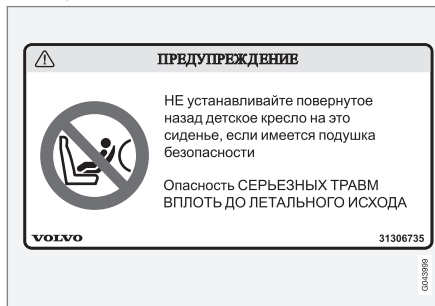 ПРЕДУПРЕЖДЕНИЕ
НЕ устанавливайте повернутое
назад детское кресло на это
сиденье, если имеется подушка
безопасности
Опасность СЕРЬЕЗНЫХ ТРАВМ
ВПЛОТЬ ДО ЛЕТАЛЬНОГО ИСХОДА
VOLVO
31306735
G043999